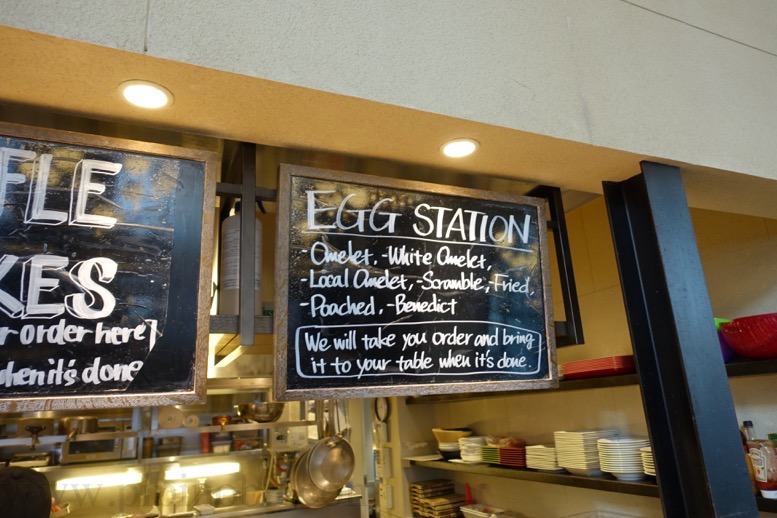 FLE
KES
order here]
it's done
EGG STATION
-Omelet, -White Omelet,
-Local Omelet, -Scramble, Fried,
-Poached, -Benedict
We will take you order and bring
it to your table when it's done.